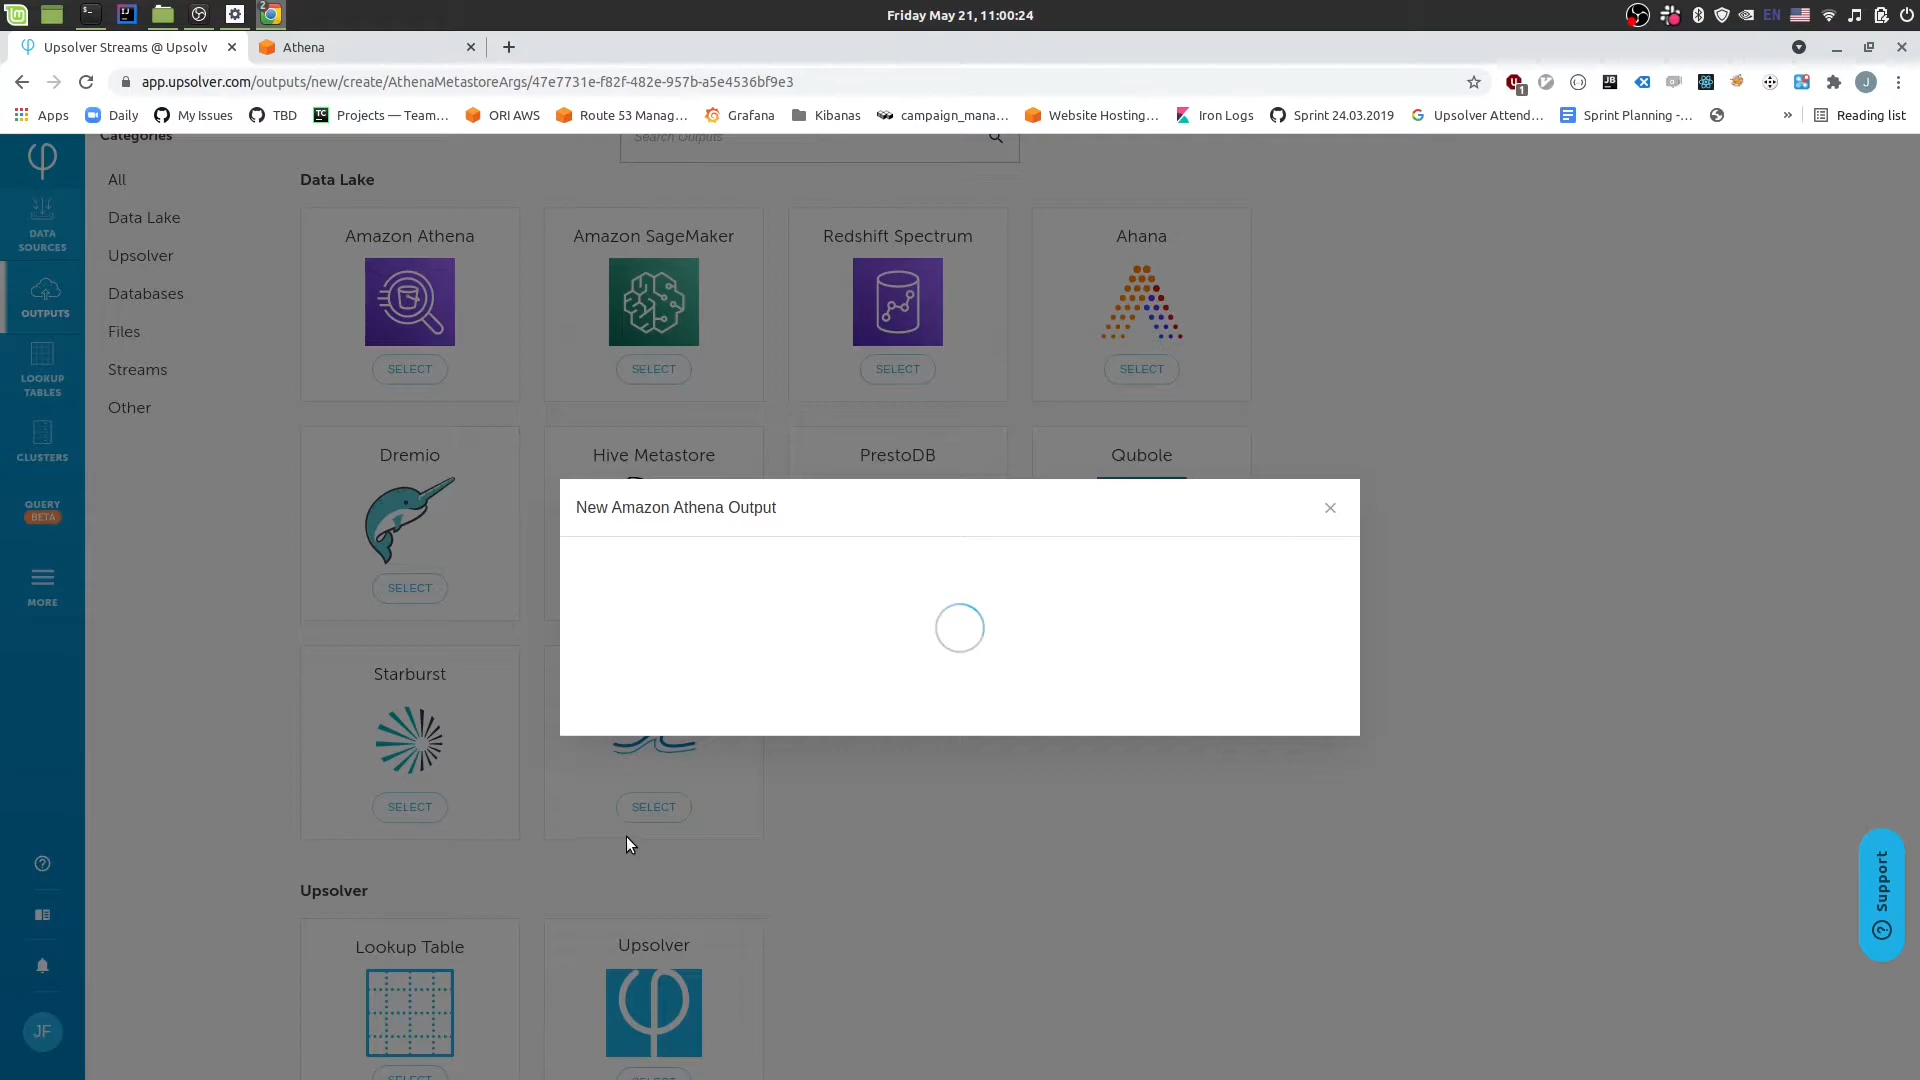 Friday May 21, 11:00:24
EN
Upsolver Streams @ Upsolv
Athena
app.upsolver.com/outputs/new/create/AthenaMetastoreArgs/47e7731e-f82f-482e-957b-a5e4536bf9e3
Apps
Daily
My Issues
TBD
Projects — Team...
ORI AWS
Route 53 Manag...
Grafana
Kibanas
campaign_mana...
Website Hosting...
Iron Logs
Sprint 24.03.2019
Upsolver Attend...
Sprint Planning -...
»
Reading list
Categories
Search Outputs
All
Data Lake
Upsolver
Databases
Files
Streams
Other
DATA
SOURCES
OUTPUTS
LOOKUP
TABLES
CLUSTERS
QUERY
BETA
MORE
JF
Data Lake
Amazon Athena
SELECT
Amazon SageMaker
SELECT
Redshift Spectrum
SELECT
Ahana
SELECT
Dremio
SELECT
Hive Metastore
PrestoDB
Qubole
New Amazon Athena Output
Starburst
SELECT
SELECT
Upsolver
Lookup Table
SELECT
Upsolver
SELECT
Support